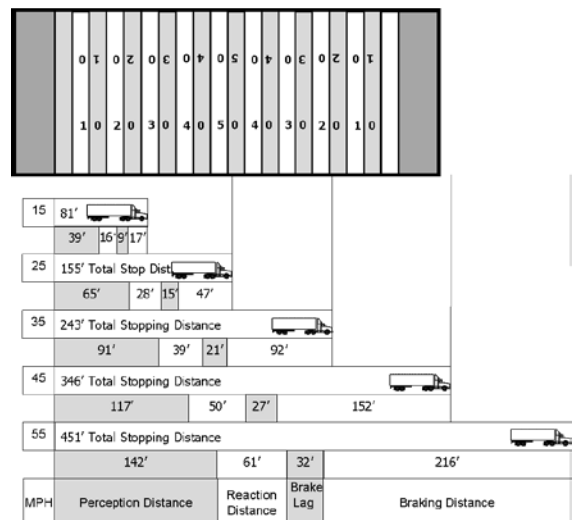 0 1 0 2 0 3 0 4 0 5 0 4 0 3 0 2 0 1
1 0 2 0 3 0 4 0 5 0 4 0 3 0 2 0 1 0
15 81'
39' 16' 9' 17'
25 155' Total Stop Dist
65' 28' 15' 47'
35 243' Total Stopping Distance
91' 39' 21' 92'
45 346' Total Stopping Distance
117' 50' 27' 152'
55 451' Total Stopping Distance
142' 61' 32' 216'
MPH Perception Distance Reaction Distance Brake Lag Braking Distance